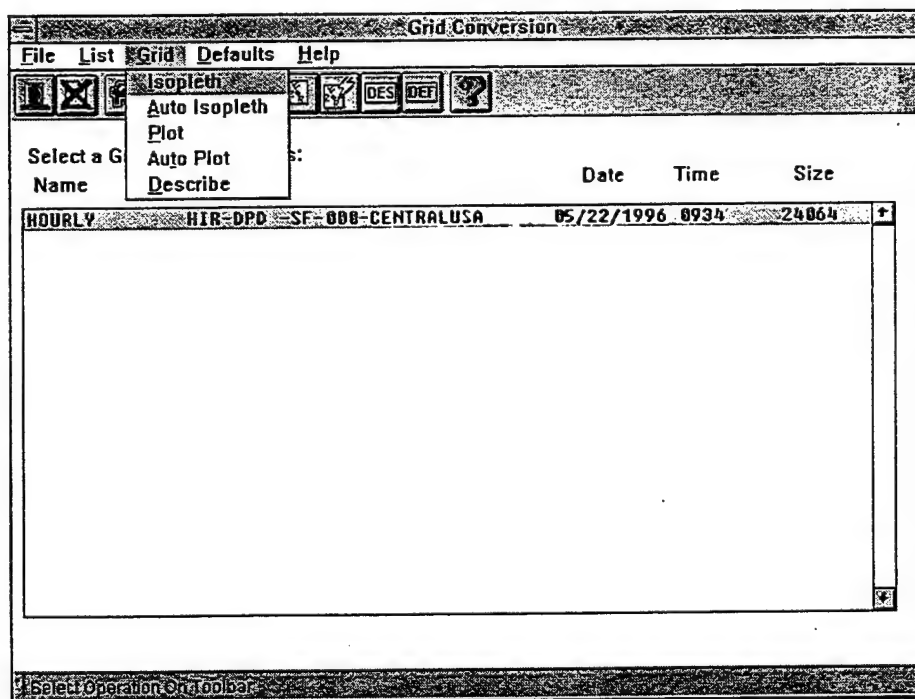 Grid Conversion
File List Grid Defaults Help
Isopleth
Auto Isopleth
Plot
Auto Plot
Describe
DES DEF ?
Select a G s:
Name Date Time Size
HOURLY HIR-DPD SF-000-CENTRALUSA 05/22/1996 0934 24064
Select Operation On Toolbar